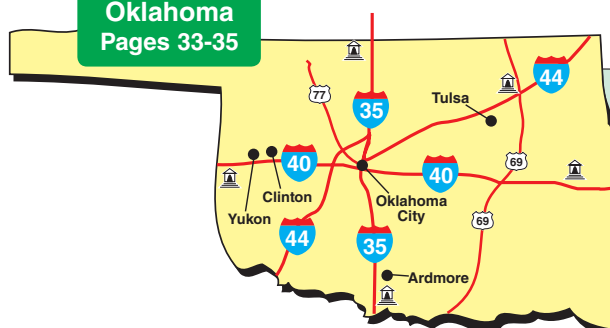 Oklahoma
Pages 33-35
77
35
44
Tulsa
40
Clinton
Yukon
Oklahoma
City
40
69
69
44
35
Ardmore